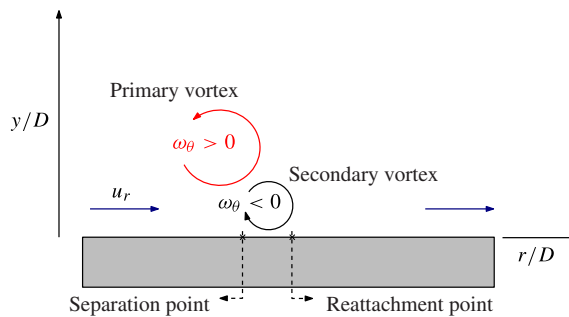 y/D
Primary vortex
ω_θ > 0
Secondary vortex
u_r
ω_θ < 0
r/D
Separation point
Reattachment point